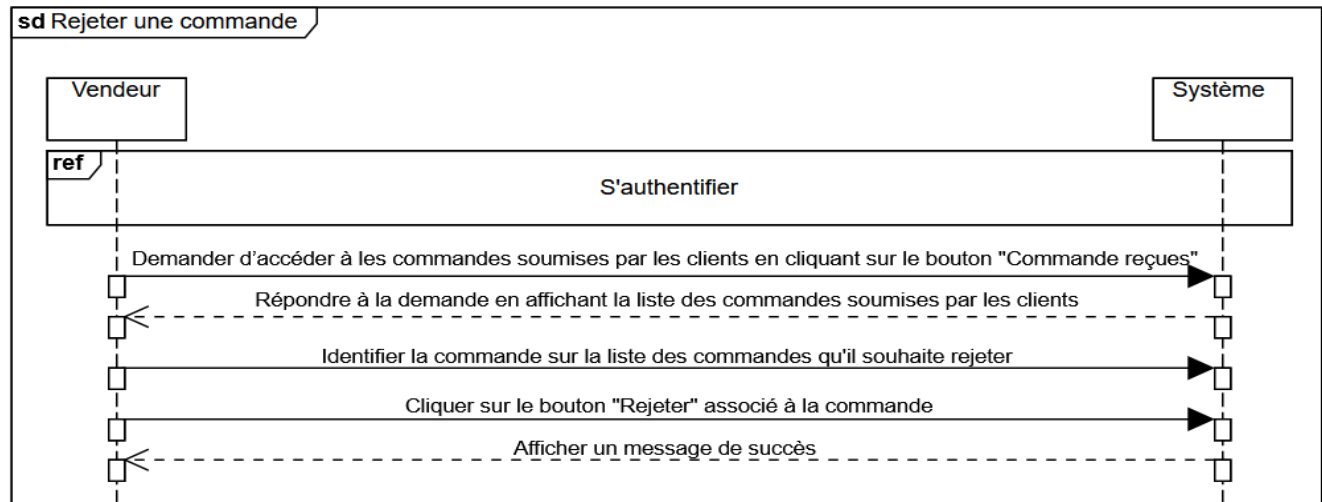 sd Rejeter une commande
Vendeur
Système
ref
S'authentifier
Demander d’accéder à les commandes soumises par les clients en cliquant sur le bouton "Commande reçues"
Répondre à la demande en affichant la liste des commandes soumises par les clients
Identifier la commande sur la liste des commandes qu'il souhaite rejeter
Cliquer sur le bouton "Rejeter" associé à la commande
Afficher un message de succès